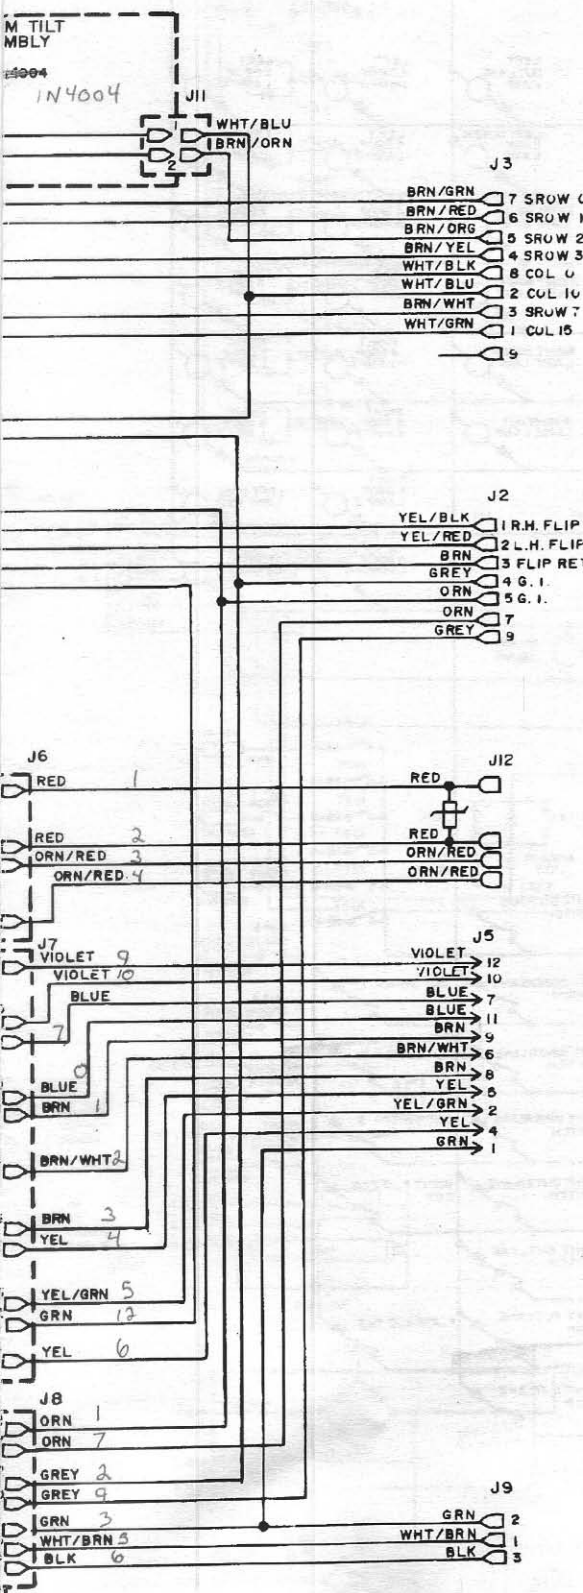 M TILT
MBLY
1N4004
J11
1
WHT/BLU
BRN/ORN
2
J3
BRN/GRN 7 SROW 0
BRN/RED 6 SROW 1
BRN/ORG 5 SROW 2
BRN/YEL 4 SROW 3
WHT/BLK 8 COL 0
WHT/BLU 2 COL 10
BRN/WHT 3 SROW 7
WHT/GRN 1 COL 15
9
J2
YEL/BLK 1 R.H. FLIP
YEL/RED 2 L.H. FLIP
BRN 3 FLIP RET
GREY 4 G. I.
ORN 5 G. I.
ORN 7
GREY 9
J6
J12
RED 1 RED
RED 2 RED
ORN/RED 3 ORN/RED
ORN/RED 4 ORN/RED
J7
J5
VIOLET 9 VIOLET 12
VIOLET 10 VIOLET 10
BLUE BLUE 7
7 BLUE 11
BRN 9
BRN/WHT 6
8
BLUE BRN 8
YEL 5
BRN 1 YEL/GRN 2
YEL 4
GRN 1
BRN/WHT 2
BRN 3
YEL 4
YEL/GRN 5
GRN 12
YEL 6
J8
ORN 1
ORN 7
GREY 2
GREY 9
J9
GRN 3 GRN 2
WHT/BRN 5 WHT/BRN 1
BLK 6 BLK 3